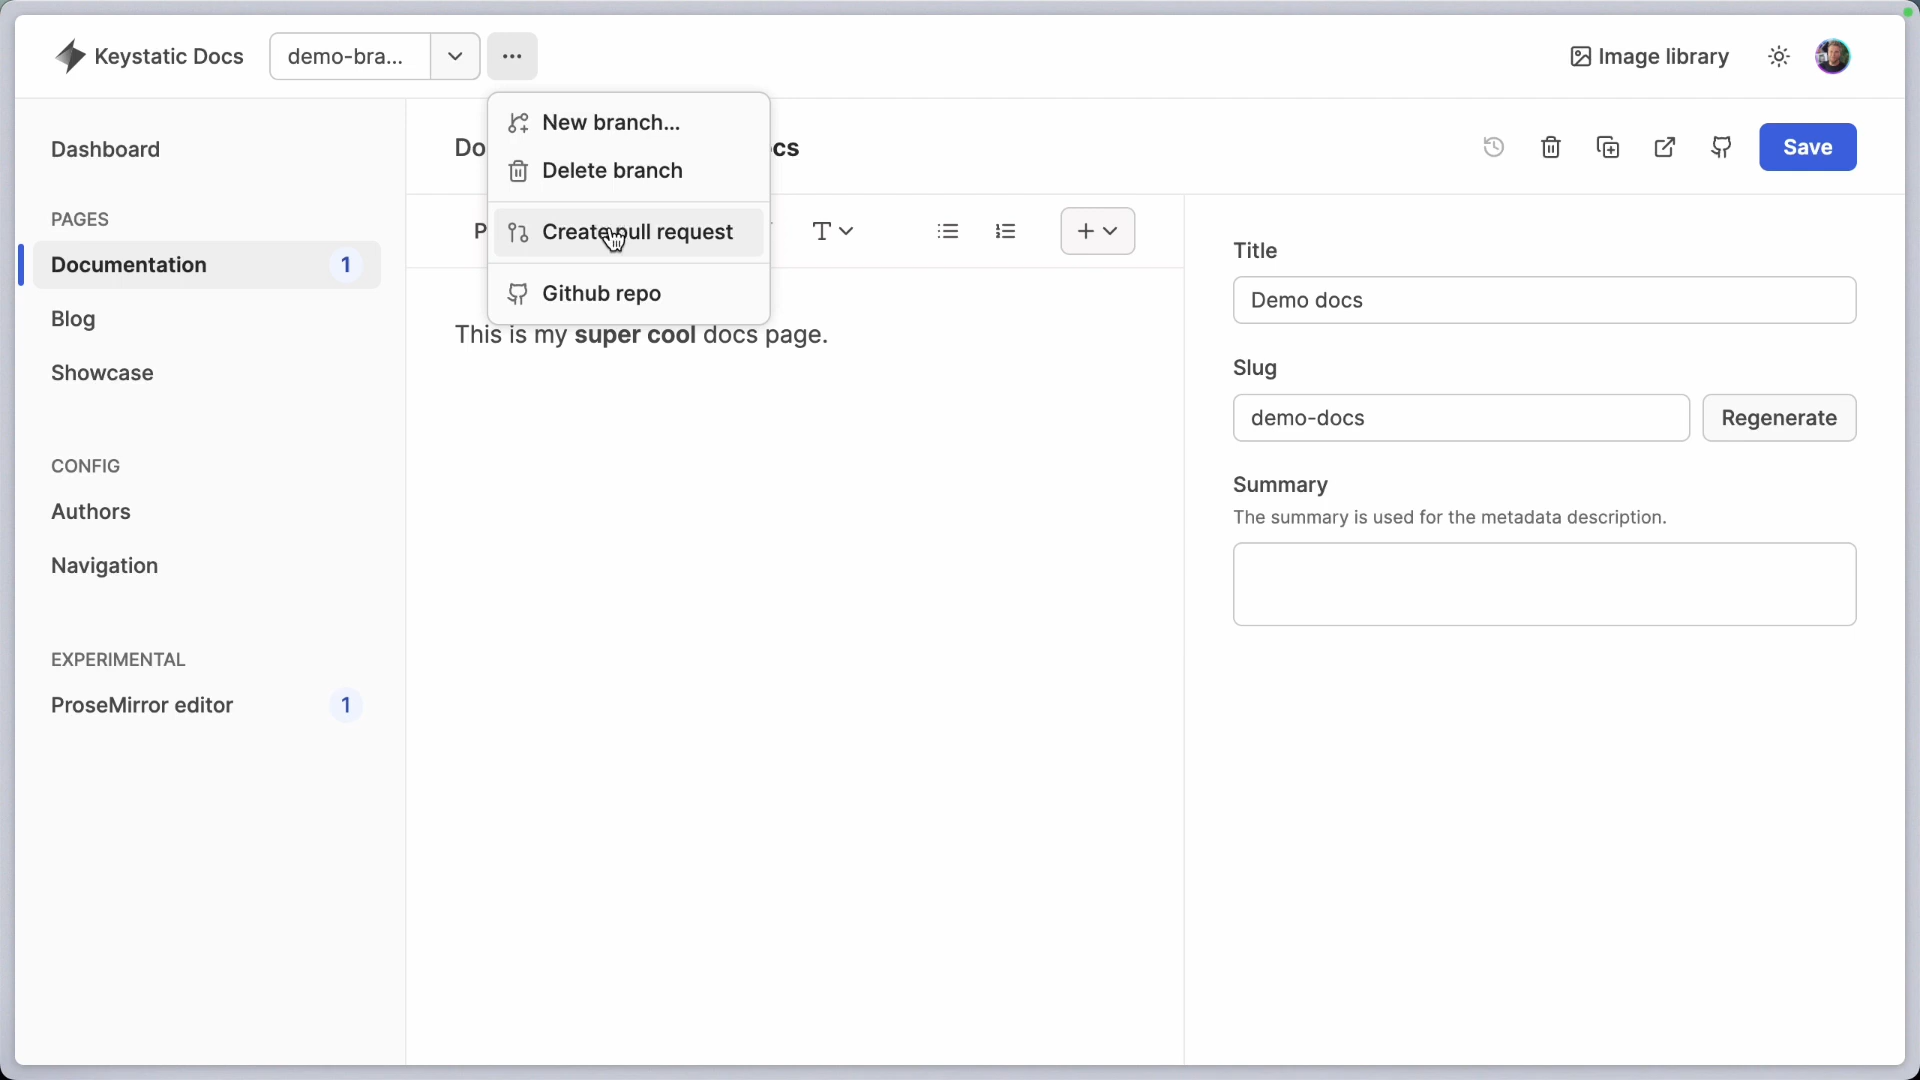 Keystatic Docs
demo-bra...
Image library
Dashboard
PAGES
Documentation 1
Blog
Showcase
CONFIG
Authors
Navigation
EXPERIMENTAL
ProseMirror editor 1
New branch...
Delete branch
Create pull request
Github repo
Save
This is my super cool docs page.
Title
Demo docs
Slug
demo-docs
Regenerate
Summary
The summary is used for the metadata description.